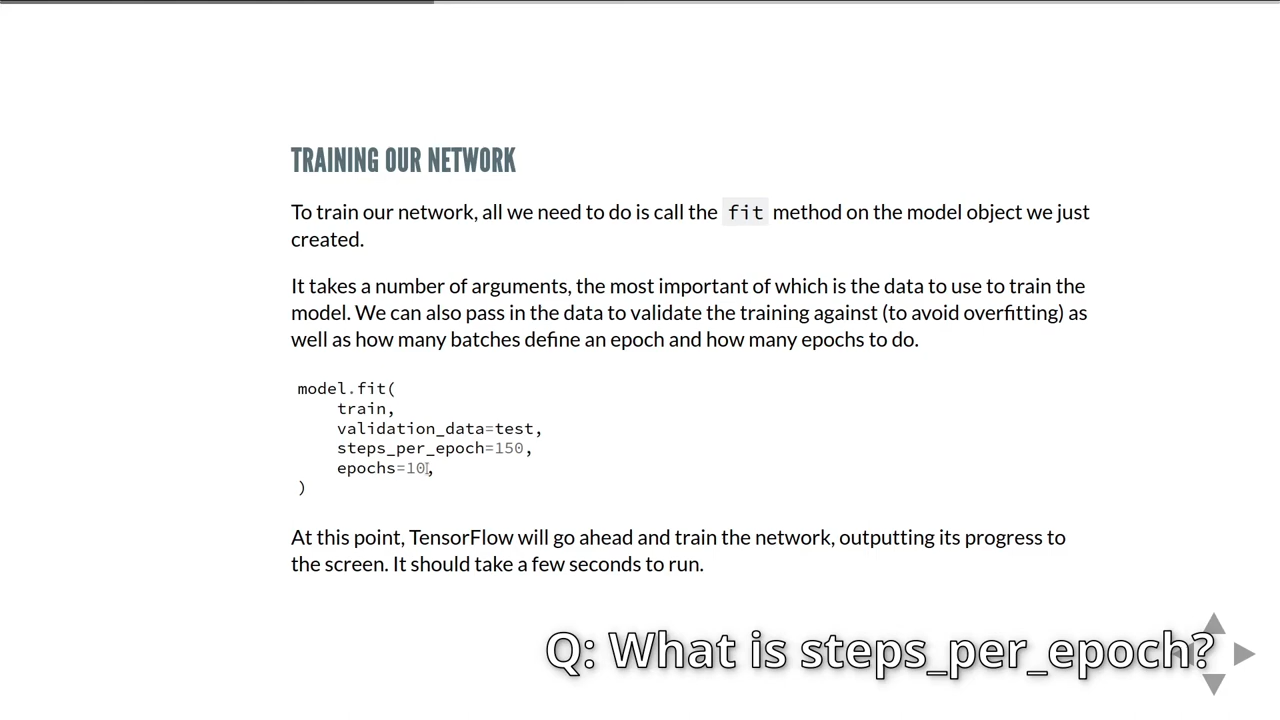 TRAINING OUR NETWORK
To train our network, all we need to do is call the fit method on the model object we just
created.
It takes a number of arguments, the most important of which is the data to use to train the
model. We can also pass in the data to validate the training against (to avoid overfitting) as
well as how many batches define an epoch and how many epochs to do.
model.fit(
    train,
    validation_data=test,
    steps_per_epoch=150,
    epochs=10,
)
At this point, TensorFlow will go ahead and train the network, outputting its progress to
the screen. It should take a few seconds to run.
Q: What is steps_per_epoch?